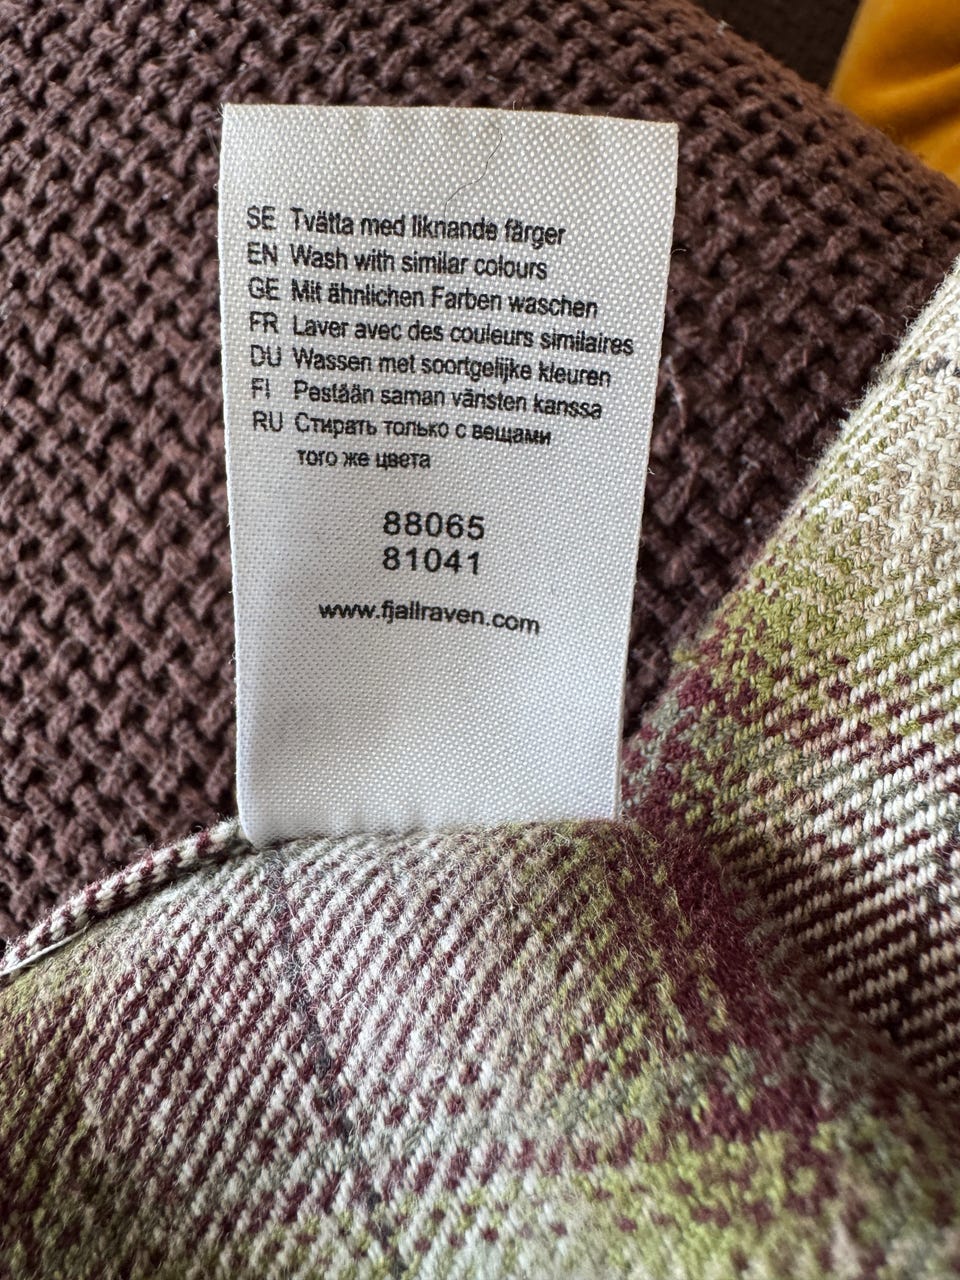 SE Tvätta med liknande färger
EN Wash with similar colours
GE Mit ähnlichen Farben waschen
FR Laver avec des couleurs similaires
DU Wassen met soortgelijke kleuren
FI Pestään saman väristen kanssa
RU Стирать только с вещами
того же цвета
88065
81041
www.fjallraven.com